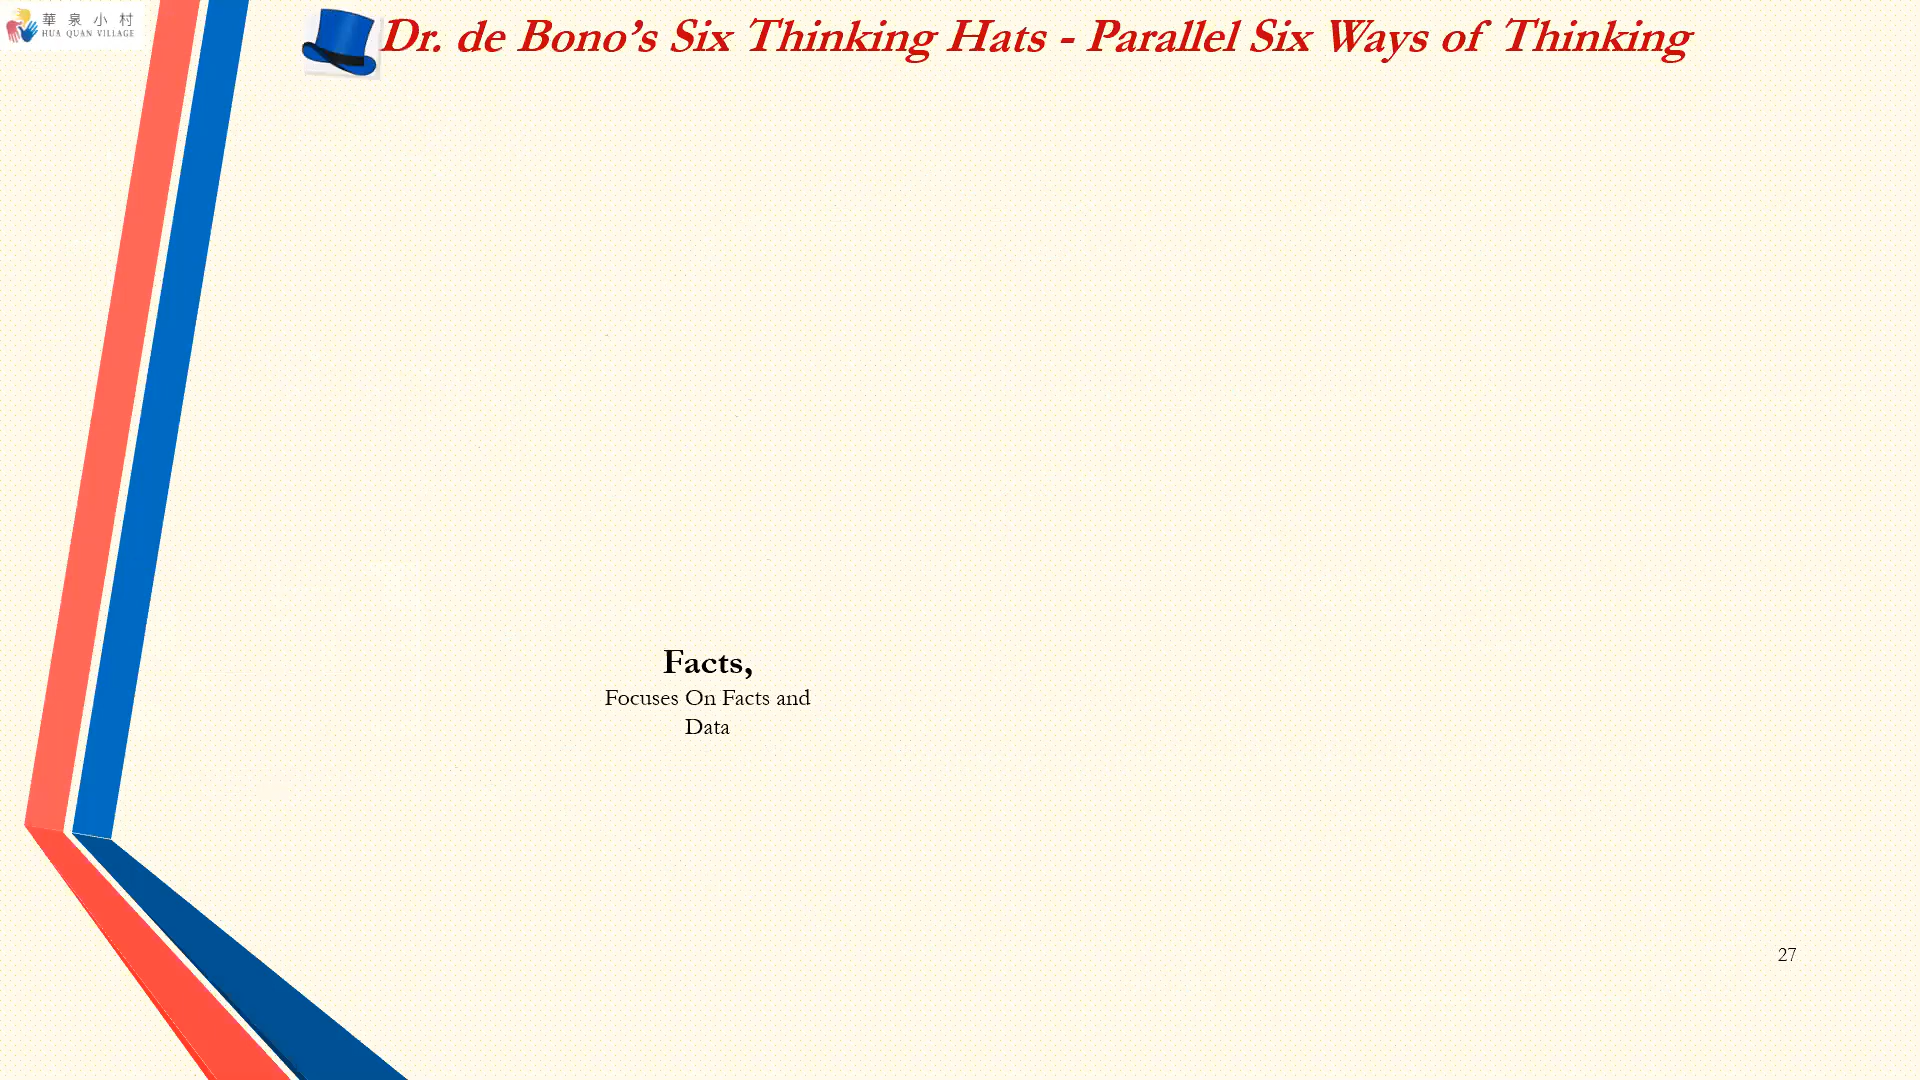 華泉小村
HUA QUAN VILLAGE
Dr. de Bono's Six Thinking Hats - Parallel Six Ways of Thinking
Facts,
Focuses On Facts and
Data
27